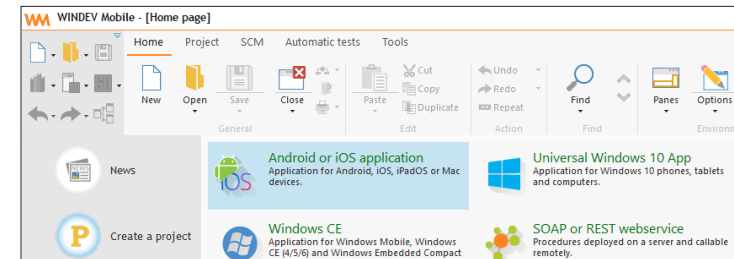 WM WINDEV Mobile - [Home page]
Home Project SCM Automatic tests Tools
New Open Save Close Paste Cut Copy Duplicate Undo Redo Repeat Find Panes Options
General Edit Action Find Environn
News
NEWS
Android or iOS application
Application for Android, iOS, iPadOS or Mac
devices.
iOS
Universal Windows 10 App
Application for Windows 10 phones, tablets
and computers.
P
Create a project
Windows CE
Application for Windows Mobile, Windows
CE (4/5/6) and Windows Embedded Compact
SOAP or REST webservice
Procedures deployed on a server and callable
remotely.